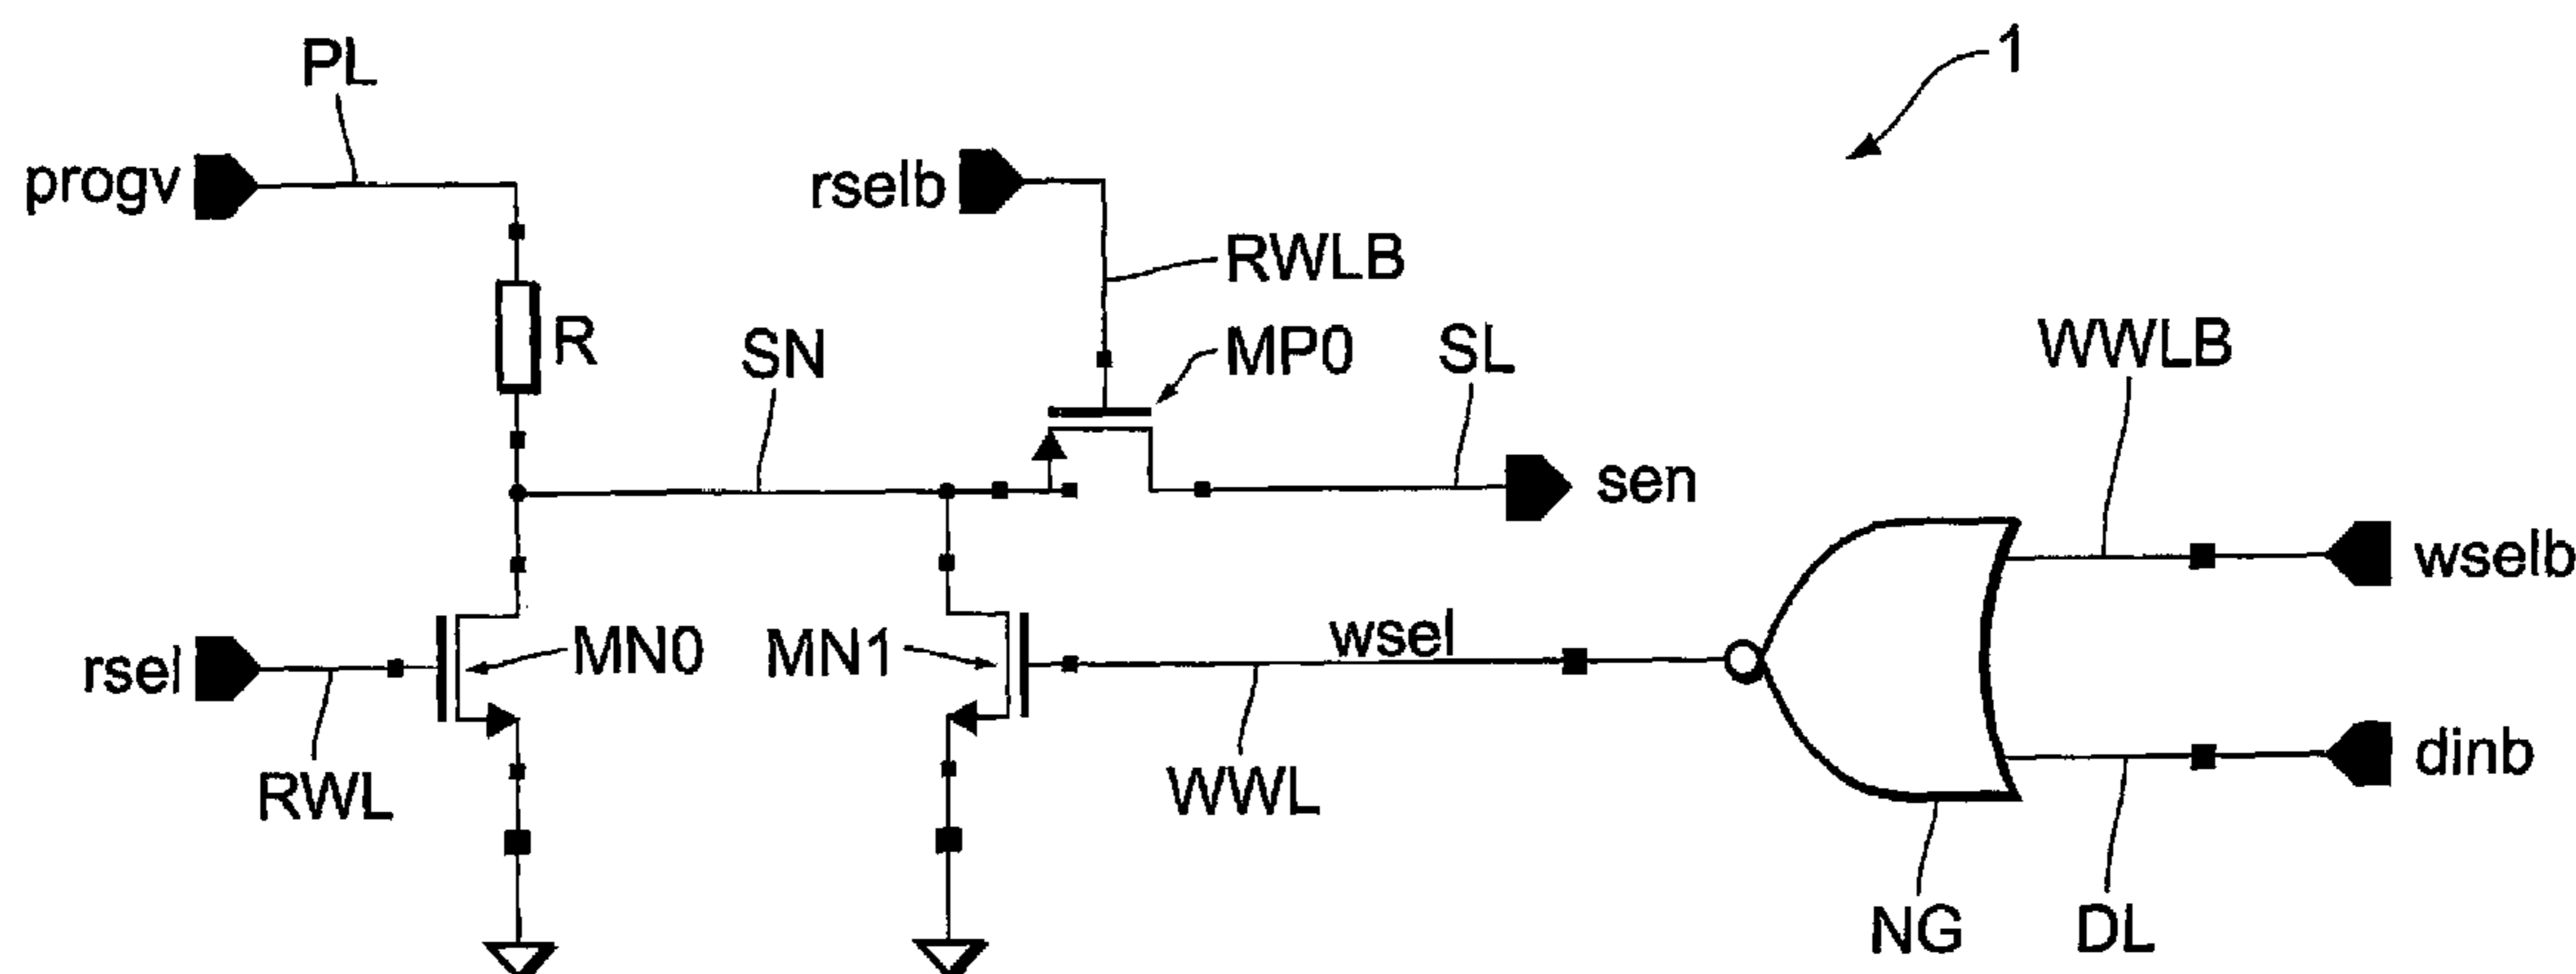 1
PL
progv
rselb
RWLB
R
SN
MP0
SL
WWLB
sen
wselb
rsel
MN0
MN1
wsel
RWL
WWL
dinb
NG
DL